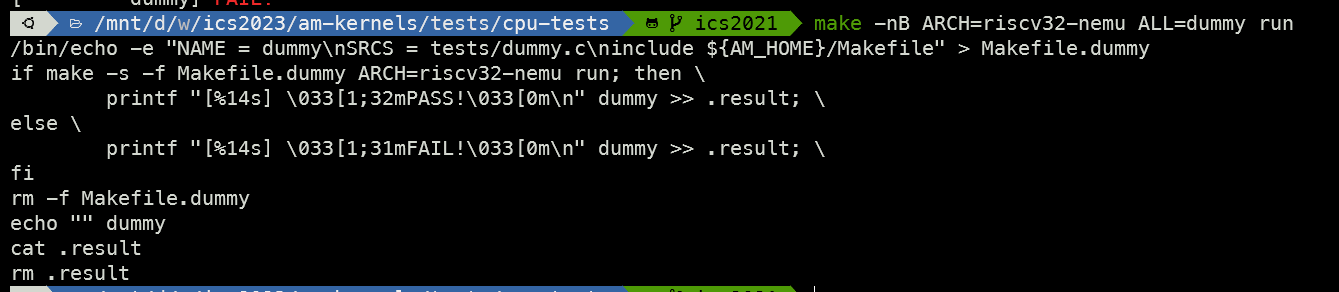 [ dummy] FAIL!
/mnt/d/w/ics2023/am-kernels/tests/cpu-tests ics2021 make -nB ARCH=riscv32-nemu ALL=dummy run
/bin/echo -e "NAME = dummy\nSRCS = tests/dummy.c\ninclude ${AM_HOME}/Makefile" > Makefile.dummy
if make -s -f Makefile.dummy ARCH=riscv32-nemu run; then \
printf "[%14s] \033[1;32mPASS!\033[0m\n" dummy >> .result; \
else \
printf "[%14s] \033[1;31mFAIL!\033[0m\n" dummy >> .result; \
fi
rm -f Makefile.dummy
echo "" dummy
cat .result
rm .result